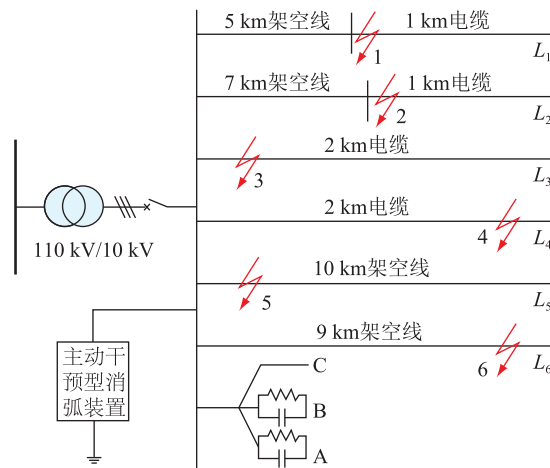 5 km架空线
1 km电缆
1
L1
7 km架空线
1 km电缆
2
L2
2 km电缆
3
L3
2 km电缆
4
L4
110 kV/10 kV
10 km架空线
5
L5
9 km架空线
6
L6
主动干
预型消
弧装置
C
B
A